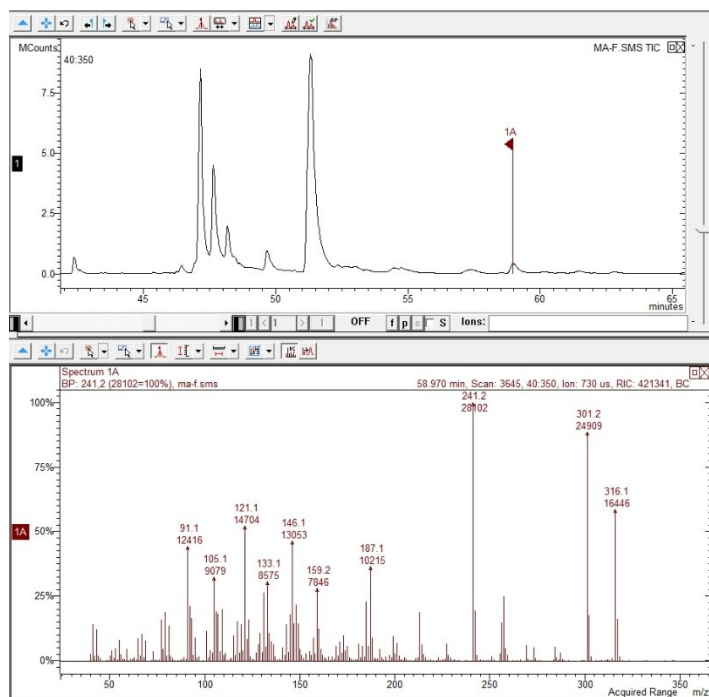 MCounts
40:350
MA-F.SMS TIC
7.5
5.0
2.5
0.0
1
1A
45 50 55 60 65
minutes
1 < 1 > 1 OFF f p s S Ions:
Spectrum 1A
BP: 241,2 (28102=100%), ma-f.sms
58.970 min, Scan: 3645, 40:350, Ion: 730 us, RIC: 421341, BC
100%
75%
50%
25%
0%
1A
91.1
12416
105.1
9079
121.1
14704
133.1
8575
146.1
13053
159.2
7846
187.1
10215
241.2
28102
301.2
24909
316.1
16446
50 100 150 200 250 300 350
Acquired Range m/z